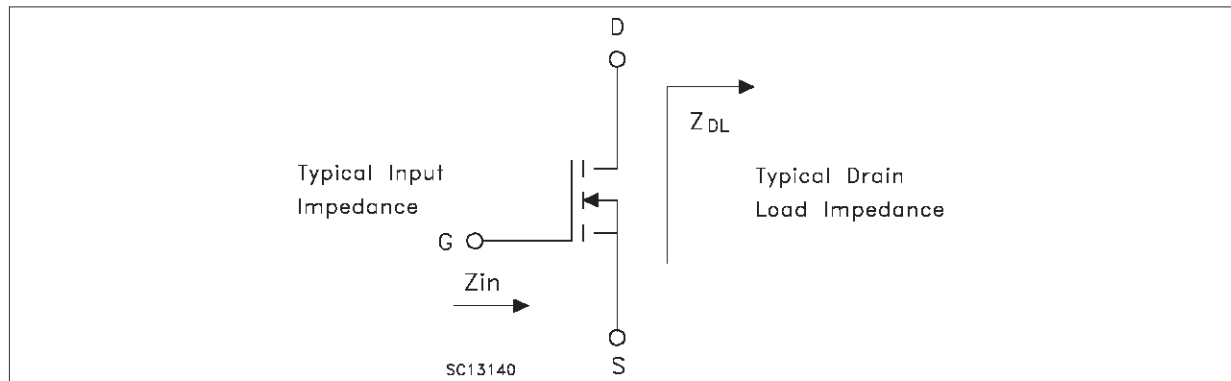 D
Z DL
Typical Input
Impedance
Typical Drain
Load Impedance
G
Zin
SC13140
S